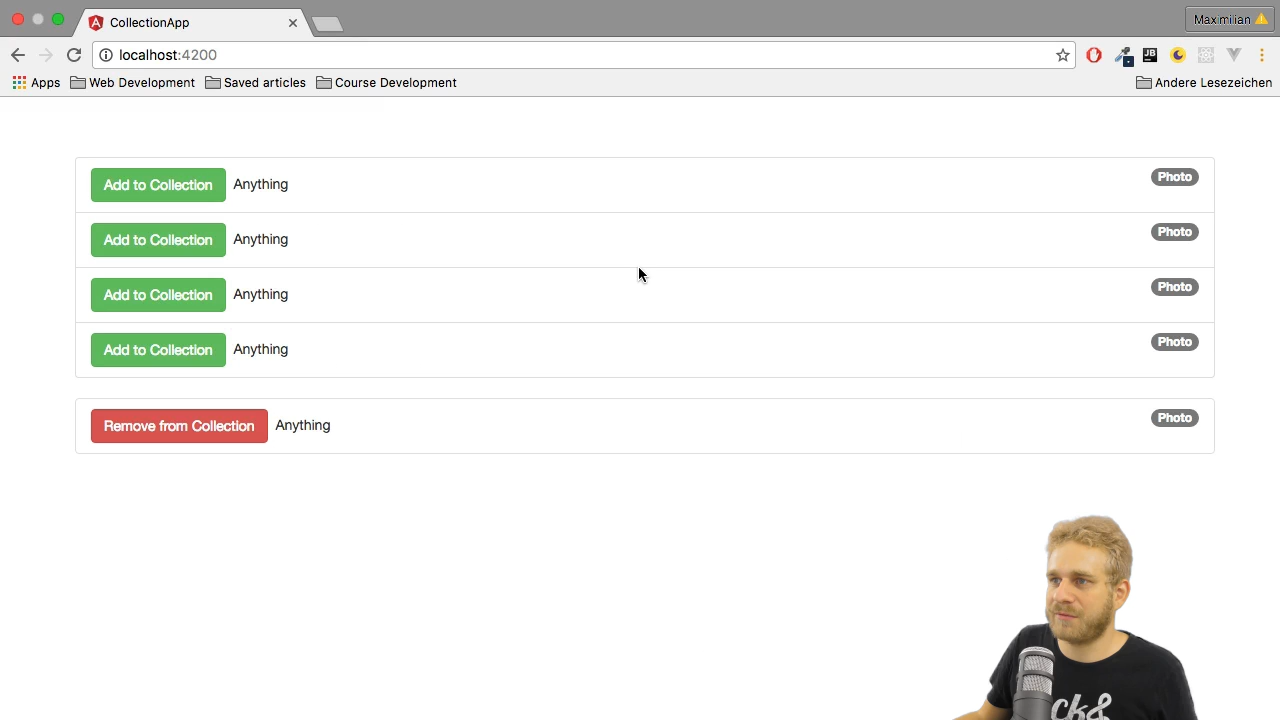 CollectionApp
Maximilian
localhost:4200
JB
Apps Web Development Saved articles Course Development Andere Lesezeichen
Add to Collection Anything Photo
Add to Collection Anything Photo
Add to Collection Anything Photo
Add to Collection Anything Photo
Remove from Collection Anything Photo
ck&